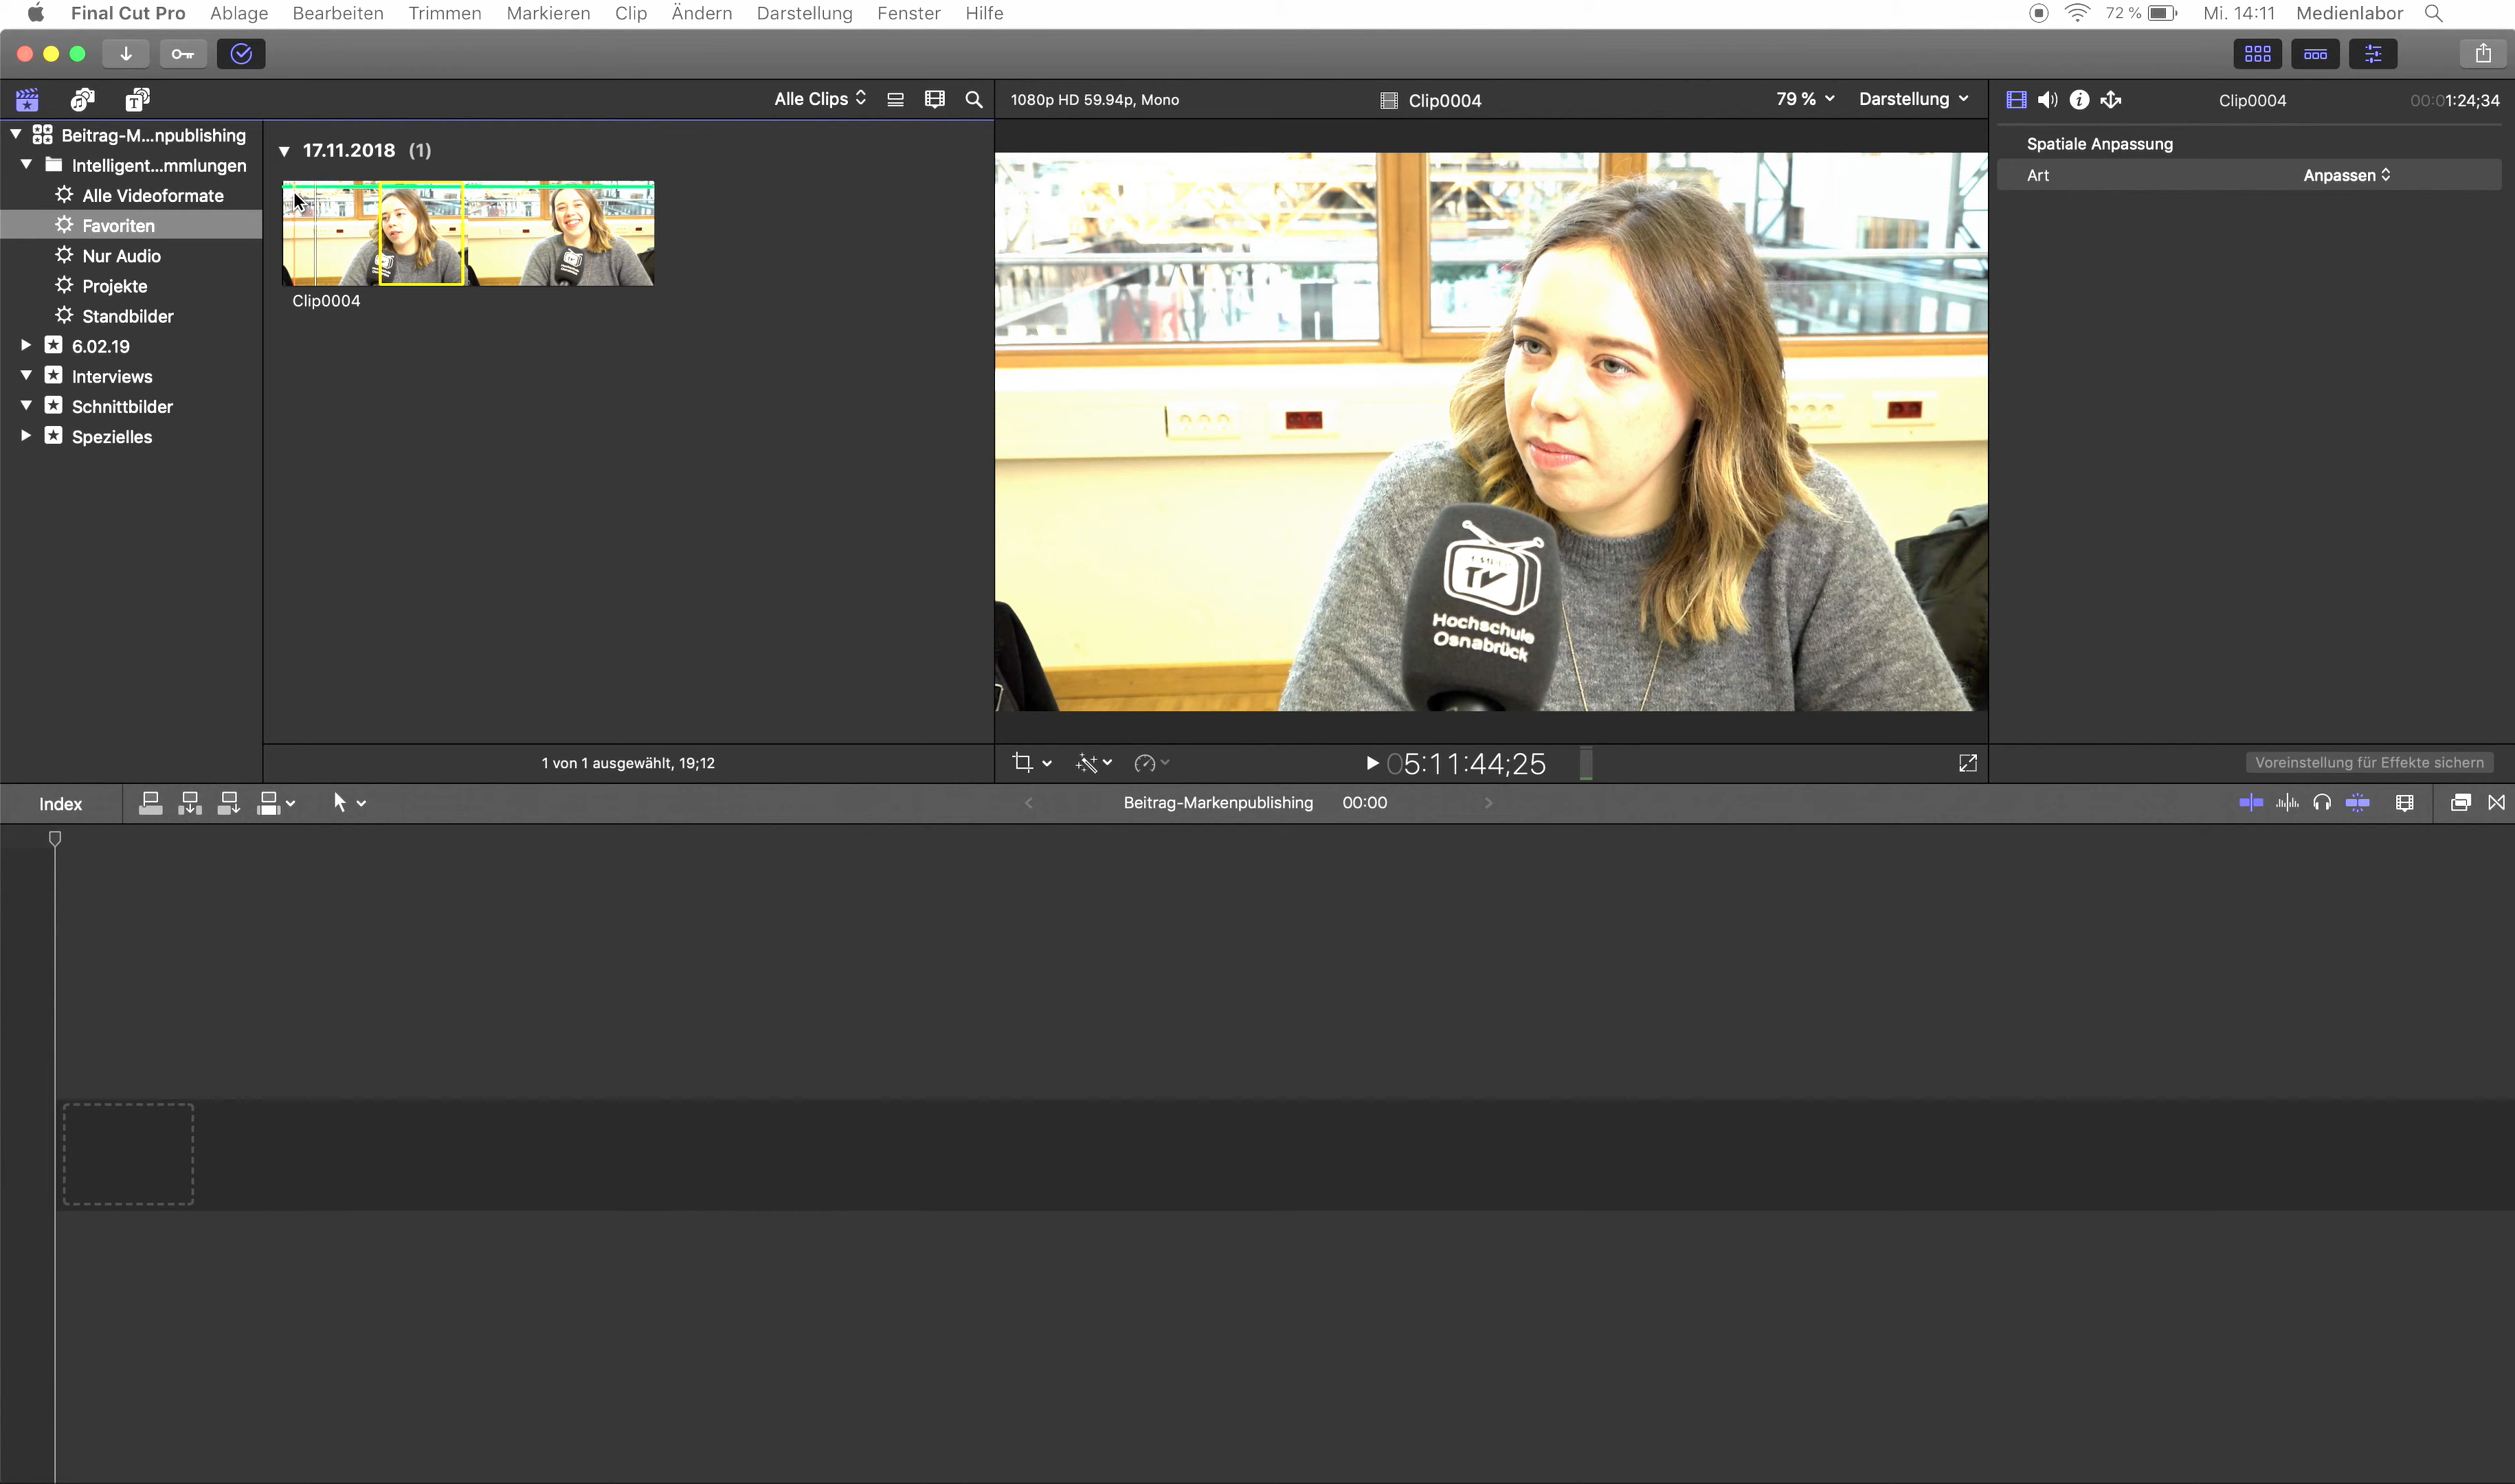 Final Cut Pro Ablage Bearbeiten Trimmen Markieren Clip Ändern Darstellung Fenster Hilfe 72 % Mi. 14:11 Medienlabor
Alle Clips 1080p HD 59.94p, Mono Clip0004 79 % Darstellung Clip0004 00:01:24;34
Beitrag-M...npublishing
Intelligent...mmlungen
Alle Videoformate
Favoriten
Nur Audio
Projekte
Standbilder
6.02.19
Interviews
Schnittbilder
Spezielles
17.11.2018 (1)
Clip0004
TV
Hochschule
Osnabrück
Spatiale Anpassung
Art Anpassen
1 von 1 ausgewählt, 19;12
05:11:44;25
Voreinstellung für Effekte sichern
Index Beitrag-Markenpublishing 00:00